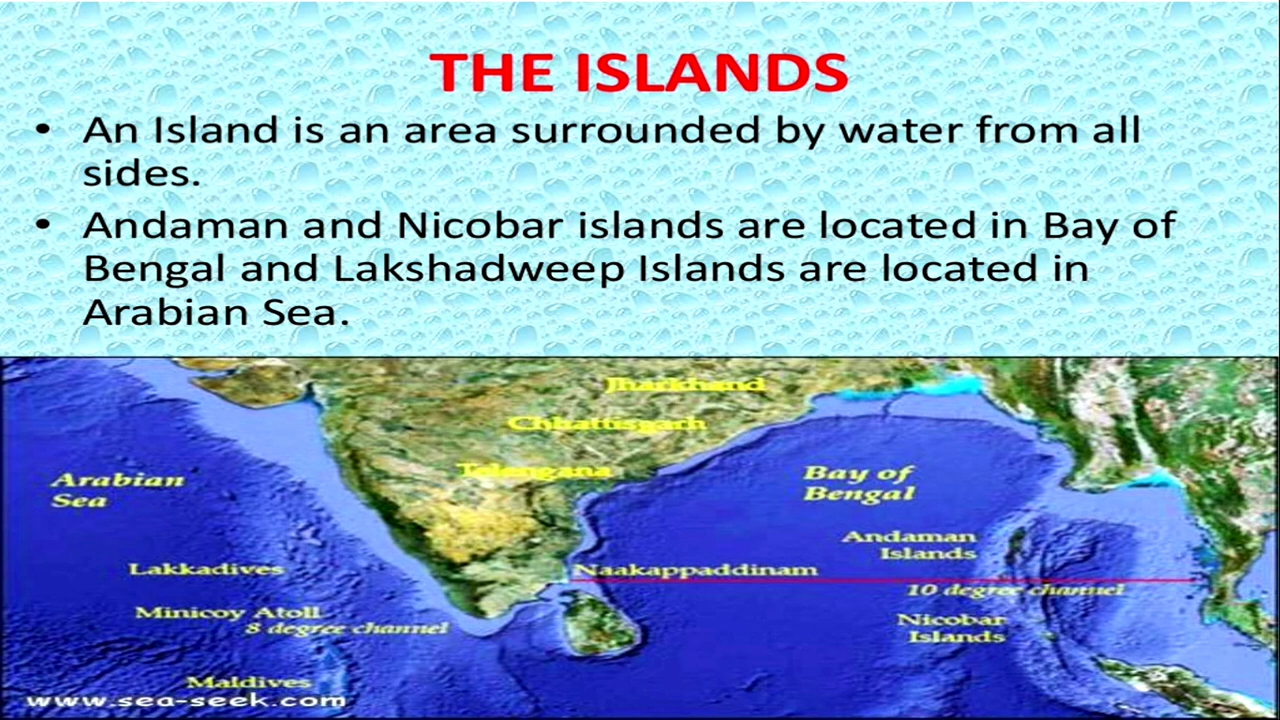 THE ISLANDS
• An Island is an area surrounded by water from all
sides.
• Andaman and Nicobar islands are located in Bay of
Bengal and Lakshadweep Islands are located in
Arabian Sea.
Jharkhand
Chhattisgarh
Telengana
Arabian
Sea
Bay of
Bengal
Andaman
Islands
Lakkadives
Naakappaddinam
10 degree channel
Minicoy Atoll
8 degree channel
Nicobar
Islands
Maldives
www.sea-seek.com